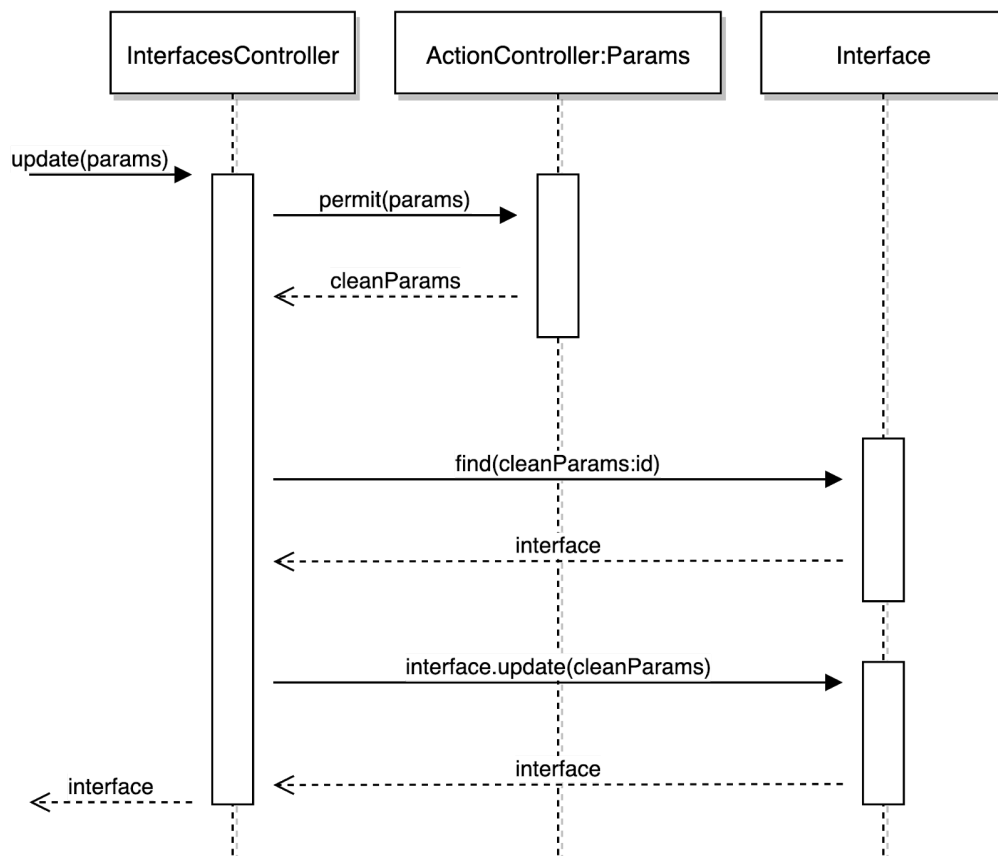 InterfacesController
ActionController:Params
Interface
update(params)
permit(params)
cleanParams
find(cleanParams:id)
interface
interface.update(cleanParams)
interface
interface